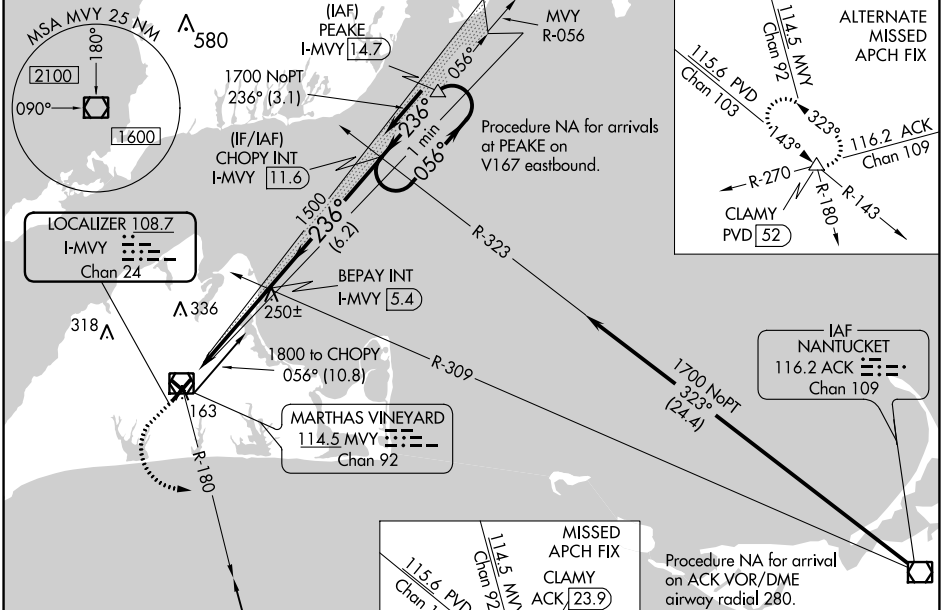 MSA MVY 25 NM
180°
2100
090°
1600
580
(IAF)
PEAKE
I-MVY 14.7
1700 NoPT
236° (3.1)
(IF/IAF)
CHOPY INT
I-MVY 11.6
MVY
R-056
056°
236°
1 min
056°
Procedure NA for arrivals
at PEAKE on
V167 eastbound.
ALTERNATE
MISSED
APCH FIX
114.5 MVY
Chan 92
115.6 PVD
Chan 103
323°
143°
116.2 ACK
Chan 109
R-270
R-180
R-143
CLAMY
PVD 52
LOCALIZER 108.7
I-MVY
Chan 24
1500
236°
(6.2)
R-323
BEPAY INT
I-MVY 5.4
250±
336
318
1800 to CHOPY
056° (10.8)
R-309
1700 NoPT
323°
(24.4)
IAF
NANTUCKET
116.2 ACK
Chan 109
163
MARTHAS VINEYARD
114.5 MVY
Chan 92
R-180
MISSED
APCH FIX
115.6 PVD
114.5 MVY
Chan 92
CLAMY
ACK 23.9
Procedure NA for arrival
on ACK VOR/DME
airway radial 280.